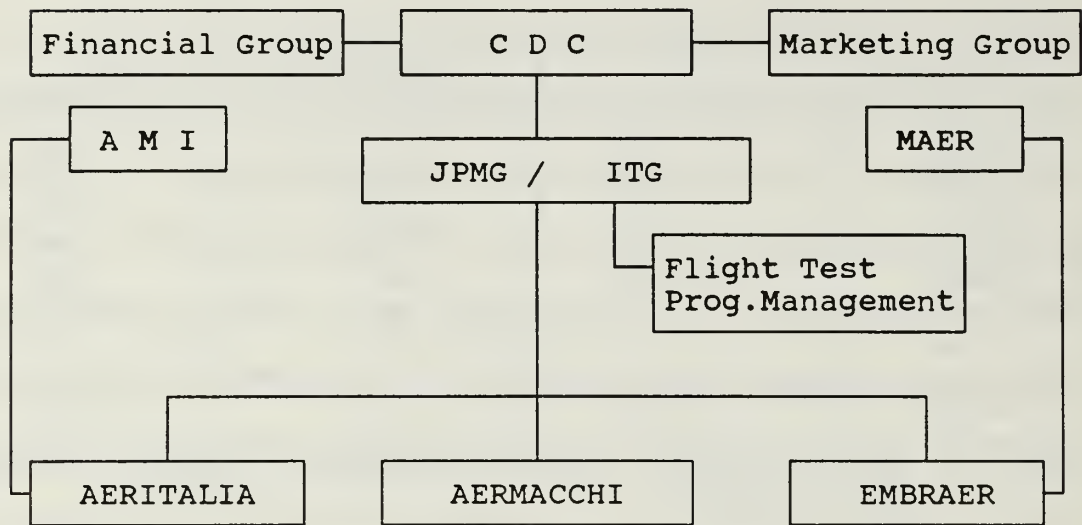 Financial Group
C D C
Marketing Group
A M I
MAER
JPMG / ITG
Flight Test
Prog.Management
AERITALIA
AERMACCHI
EMBRAER